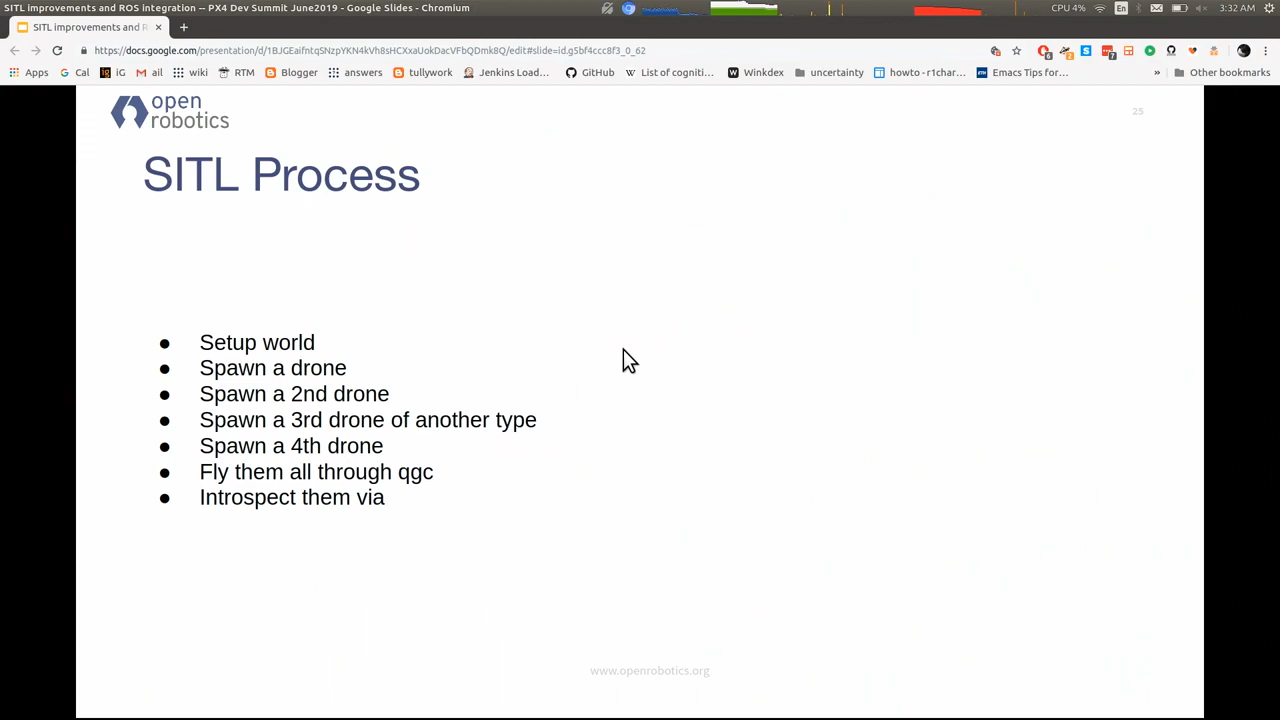 SITL improvements and ROS integration -- PX4 Dev Summit June2019 - Google Slides - Chromium
CPU 4% En 3:32 AM
SITL improvements and R
https://docs.google.com/presentation/d/1BJGEaifntqSNzpYKN4kVh8sHCXxaUokDacVFbQDmk8Q/edit#slide=id.g5bf4ccc8f3_0_62
Apps Cal iG ail wiki RTM Blogger answers tullywork Jenkins Load... GitHub List of cogniti... Winkdex uncertainty howto - r1char... Emacs Tips for... » Other bookmarks
open
robotics
25
SITL Process
● Setup world
● Spawn a drone
● Spawn a 2nd drone
● Spawn a 3rd drone of another type
● Spawn a 4th drone
● Fly them all through qgc
● Introspect them via
www.openrobotics.org